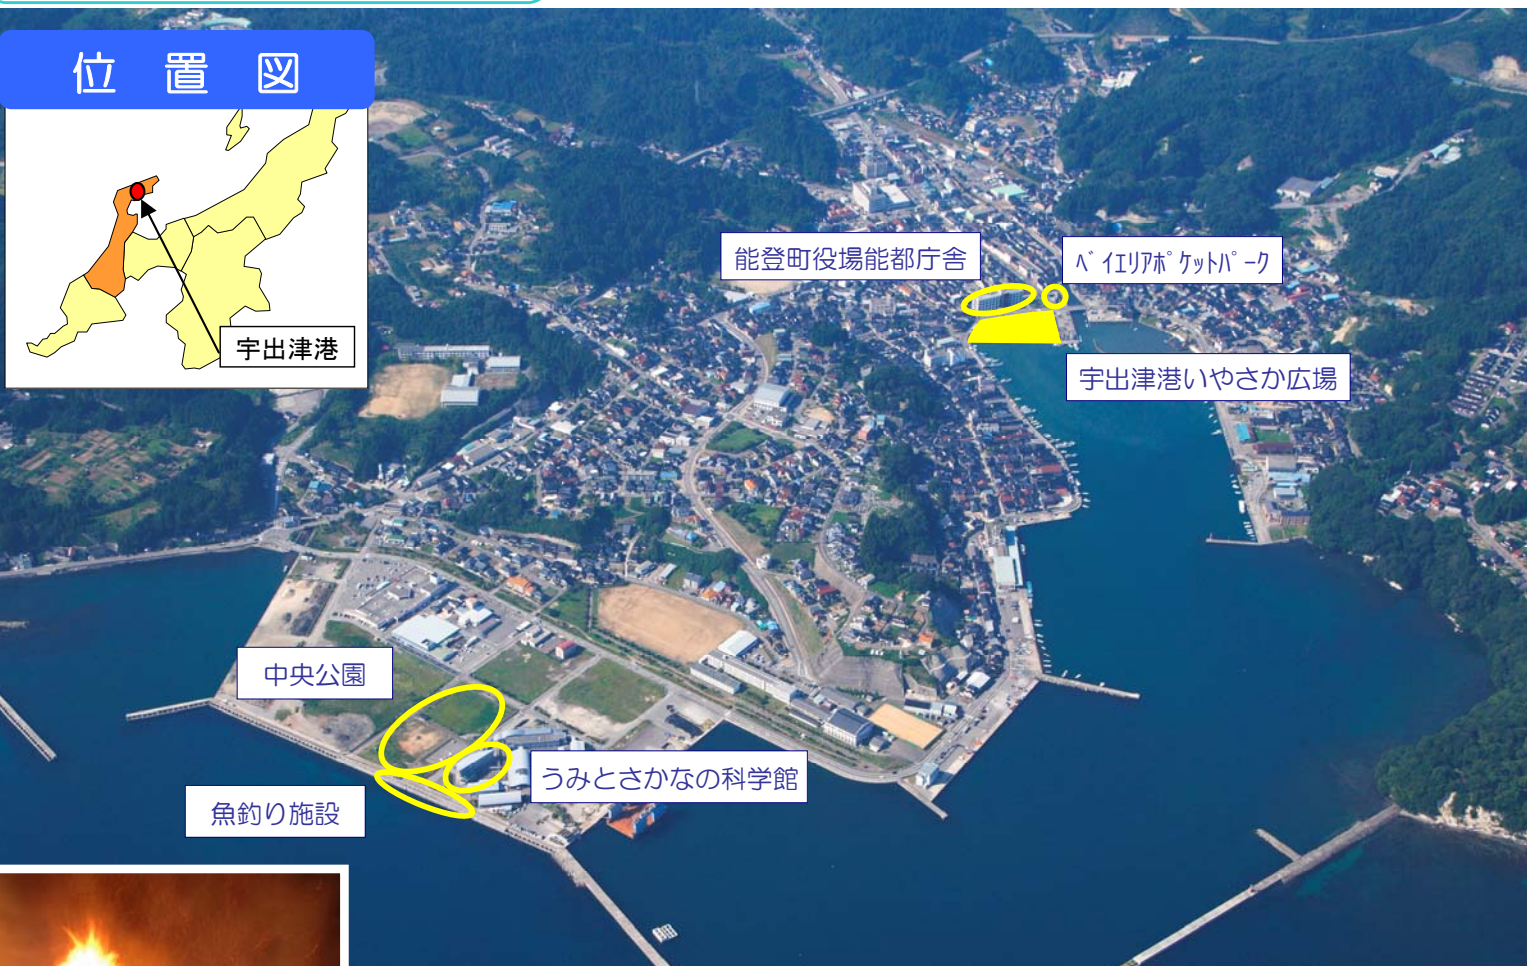 位置図
宇出津港
能登町役場能都庁舎
ﾍﾞｲｴﾘｱﾎﾟｹｯﾄﾊﾟｰｸ
宇出津港いやさか広場
中央公園
うみとさかなの科学館
魚釣り施設